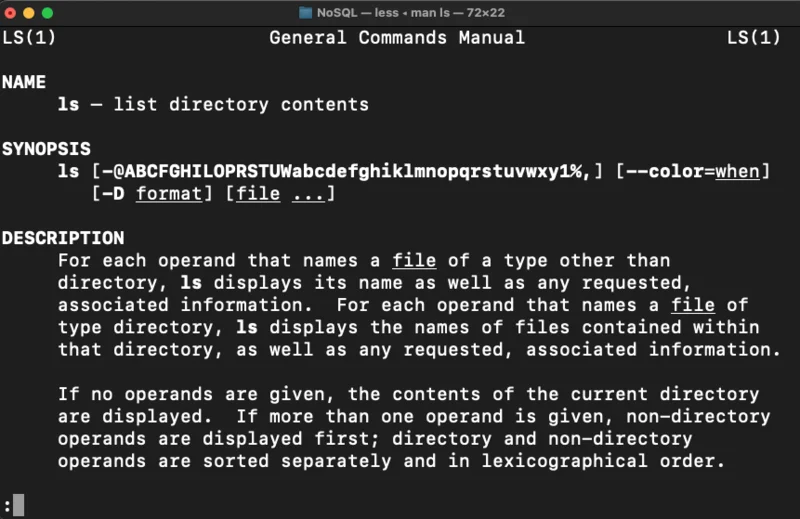 NoSQL — less ◂ man ls — 72×22
LS(1) General Commands Manual LS(1)
NAME
ls — list directory contents
SYNOPSIS
ls [-@ABCFGHILOPRSTUWabcdefghiklmnopqrstuvwxy1%,] [--color=when]
[-D format] [file ...]
DESCRIPTION
For each operand that names a file of a type other than
directory, ls displays its name as well as any requested,
associated information.  For each operand that names a file of
type directory, ls displays the names of files contained within
that directory, as well as any requested, associated information.
If no operands are given, the contents of the current directory
are displayed.  If more than one operand is given, non-directory
operands are displayed first; directory and non-directory
operands are sorted separately and in lexicographical order.
: